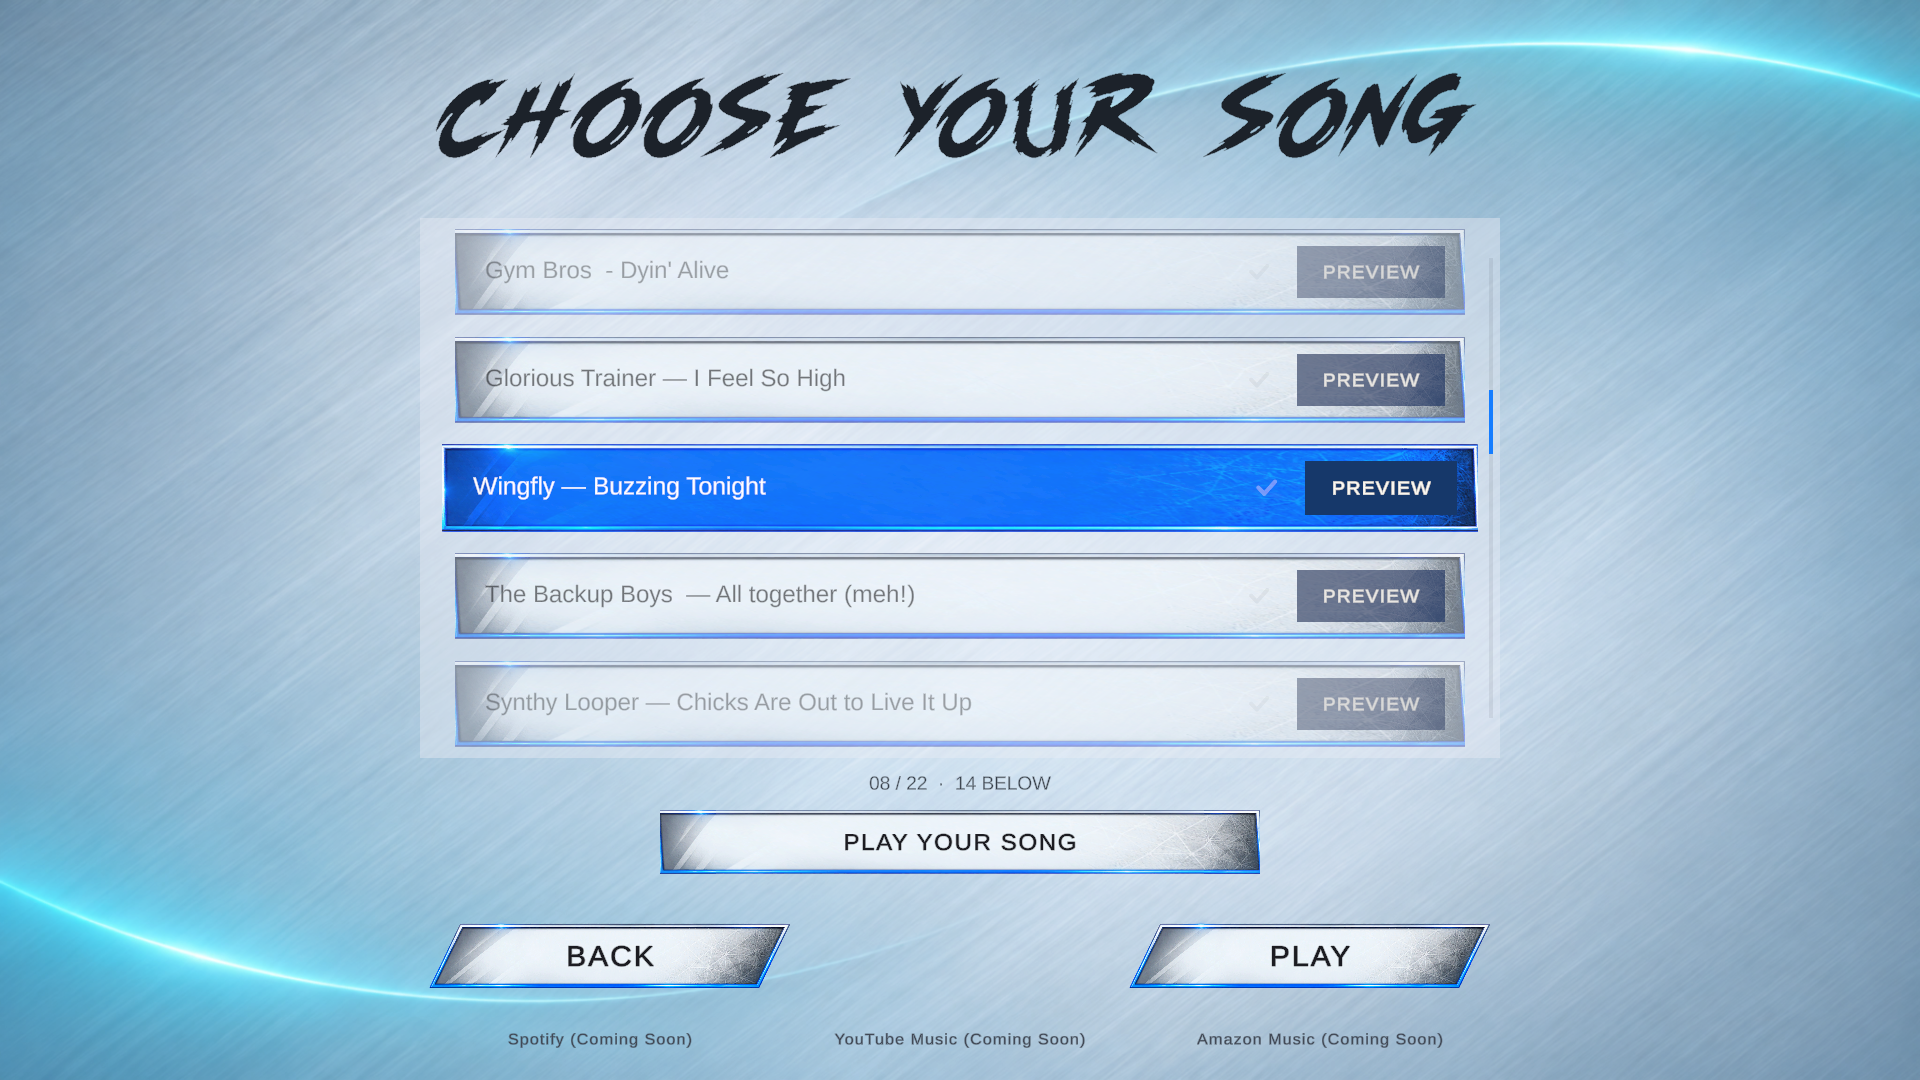 CHOOSE YOUR SONG
Gym Bros  - Dyin' Alive PREVIEW
Glorious Trainer — I Feel So High PREVIEW
Wingfly — Buzzing Tonight PREVIEW
The Backup Boys  — All together (meh!) PREVIEW
Synthy Looper — Chicks Are Out to Live It Up PREVIEW
08 / 22 · 14 BELOW
PLAY YOUR SONG
BACK PLAY
Spotify (Coming Soon) YouTube Music (Coming Soon) Amazon Music (Coming Soon)